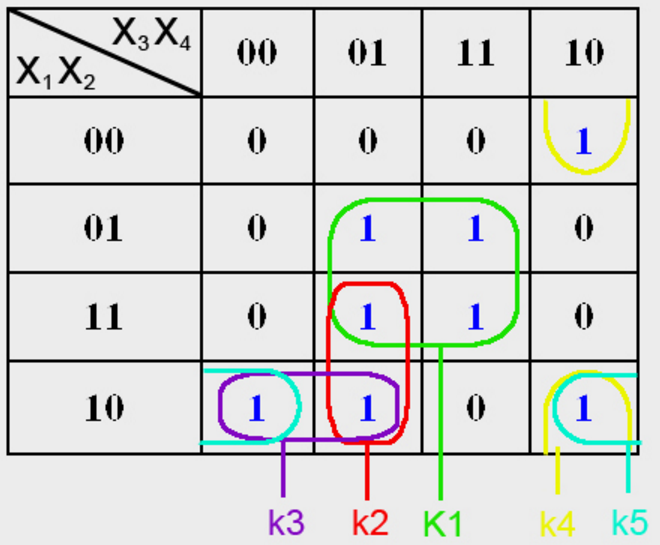 X₃X₄ 00 01 11 10
X₁X₂
00 0 0 0 1
01 0 1 1 0
11 0 1 1 0
10 1 1 0 1
k3 k2 K1 k4 k5